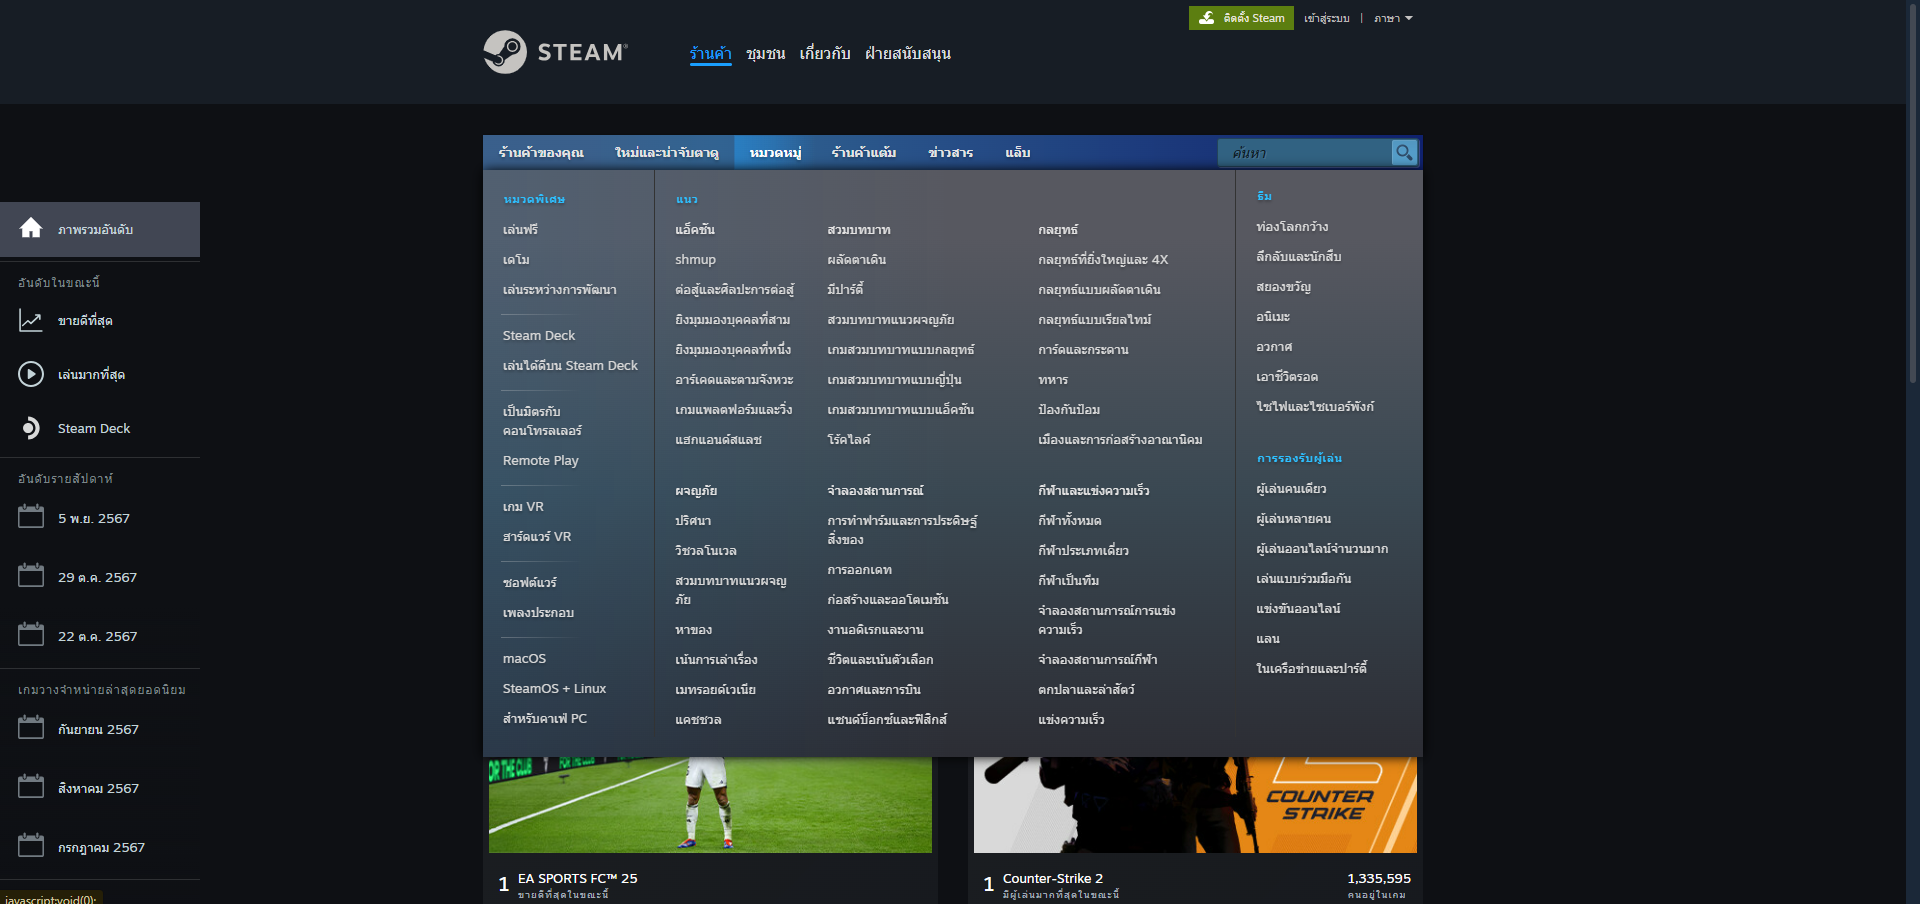 ติดตั้ง Steam
เข้าสู่ระบบ | ภาษา
STEAM®
ร้านค้า ชุมชน เกี่ยวกับ ฝ่ายสนับสนุน
ร้านค้าของคุณ ใหม่และน่าจับตาดู หมวดหมู่ ร้านค้าแต้ม ข่าวสาร แล็บ
ค้นหา
ภาพรวมอันดับ
อันดับในขณะนี้
ขายดีที่สุด
เล่นมากที่สุด
Steam Deck
อันดับรายสัปดาห์
5 พ.ย. 2567
29 ต.ค. 2567
22 ต.ค. 2567
เกมวางจำหน่ายล่าสุดยอดนิยม
กันยายน 2567
สิงหาคม 2567
กรกฎาคม 2567
javascript:void(0);
หมวดพิเศษ
เล่นฟรี
เดโม
เล่นระหว่างการพัฒนา
Steam Deck
เล่นได้ดีบน Steam Deck
เป็นมิตรกับ
คอนโทรลเลอร์
Remote Play
เกม VR
ฮาร์ดแวร์ VR
ซอฟต์แวร์
เพลงประกอบ
macOS
SteamOS + Linux
สำหรับคาเฟ่ PC
แนว
แอ็คชัน
shmup
ต่อสู้และศิลปะการต่อสู้
ยิงมุมมองบุคคลที่สาม
ยิงมุมมองบุคคลที่หนึ่ง
อาร์เคดและตามจังหวะ
เกมแพลตฟอร์มและวิ่ง
แฮกแอนด์สแลช
สวมบทบาท
ผลัดตาเดิน
มีปาร์ตี้
สวมบทบาทแนวผจญภัย
เกมสวมบทบาทแบบกลยุทธ์
เกมสวมบทบาทแบบญี่ปุ่น
เกมสวมบทบาทแบบแอ็คชัน
โร้คไลค์
กลยุทธ์
กลยุทธ์ที่ยิ่งใหญ่และ 4X
กลยุทธ์แบบผลัดตาเดิน
กลยุทธ์แบบเรียลไทม์
การ์ดและกระดาน
ทหาร
ป้องกันป้อม
เมืองและการก่อสร้างอาณานิคม
ผจญภัย
ปริศนา
วิชวลโนเวล
สวมบทบาทแนวผจญ
ภัย
หาของ
เน้นการเล่าเรื่อง
เมทรอยด์เวเนีย
แคชชวล
จำลองสถานการณ์
การทำฟาร์มและการประดิษฐ์
สิ่งของ
การออกเดท
ก่อสร้างและออโตเมชัน
งานอดิเรกและงาน
ชีวิตและเน้นตัวเลือก
อวกาศและการบิน
แซนด์บ็อกซ์และฟิสิกส์
กีฬาและแข่งความเร็ว
กีฬาทั้งหมด
กีฬาประเภทเดี่ยว
กีฬาเป็นทีม
จำลองสถานการณ์การแข่ง
ความเร็ว
จำลองสถานการณ์กีฬา
ตกปลาและล่าสัตว์
แข่งความเร็ว
ธีม
ท่องโลกกว้าง
ลึกลับและนักสืบ
สยองขวัญ
อนิเมะ
อวกาศ
เอาชีวิตรอด
ไซไฟและไซเบอร์พังก์
การรองรับผู้เล่น
ผู้เล่นคนเดียว
ผู้เล่นหลายคน
ผู้เล่นออนไลน์จำนวนมาก
เล่นแบบร่วมมือกัน
แข่งขันออนไลน์
แลน
ในเครือข่ายและปาร์ตี้
FOR THE CLUB FOR THE CLUB
COUNTER
STRIKE
1 EA SPORTS FC™ 25
ขายดีที่สุดในขณะนี้
1 Counter-Strike 2 1,335,595
มีผู้เล่นมากที่สุดในขณะนี้ คนอยู่ในเกม